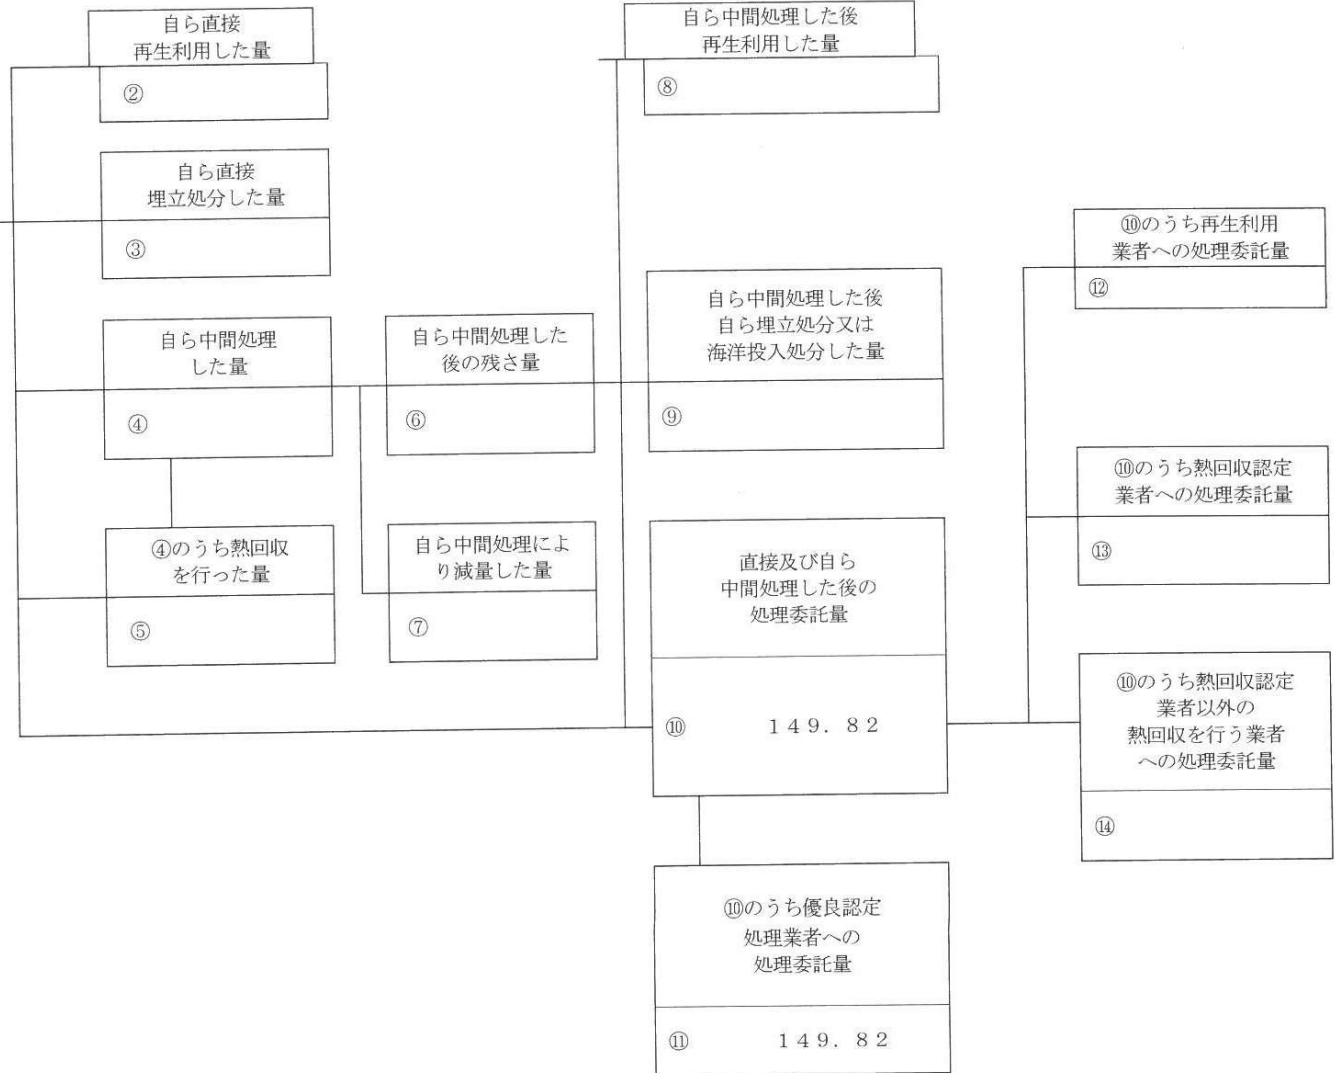 自ら直接
再生利用した量
②
自ら直接
埋立処分した量
③
自ら中間処理
した量
④
④のうち熱回収
を行った量
⑤
自ら中間処理した
後の残さ量
⑥
自ら中間処理によ
り減量した量
⑦
自ら中間処理した後
再生利用した量
⑧
自ら中間処理した後
自ら埋立処分又は
海洋投入処分した量
⑨
直接及び自ら
中間処理した後の
処理委託量
⑩ 149.82
⑩のうち優良認定
処理業者への
処理委託量
⑪ 149.82
⑩のうち再生利用
業者への処理委託量
⑫
⑩のうち熱回収認定
業者への処理委託量
⑬
⑩のうち熱回収認定
業者以外の
熱回収を行う業者
への処理委託量
⑭